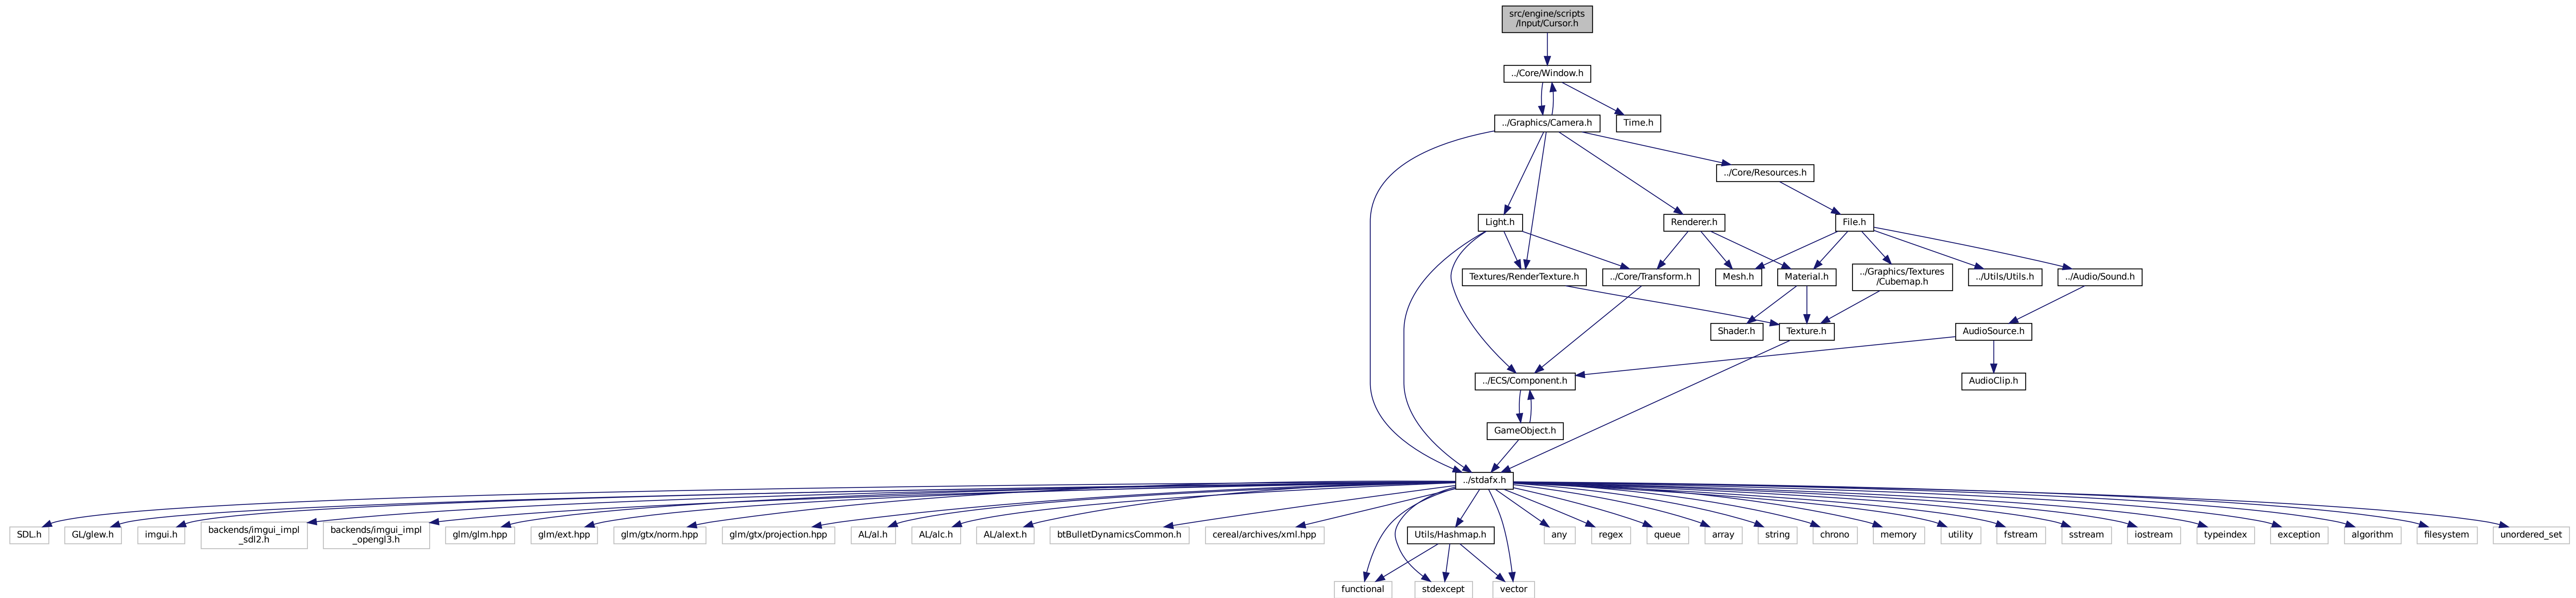 src/engine/scripts
/Input/Cursor.h
../Core/Window.h
../Graphics/Camera.h
Time.h
../Core/Resources.h
Light.h
Renderer.h
File.h
Textures/RenderTexture.h
../Core/Transform.h
Mesh.h
Material.h
../Graphics/Textures
/Cubemap.h
../Utils/Utils.h
../Audio/Sound.h
Shader.h
Texture.h
AudioSource.h
../ECS/Component.h
AudioClip.h
GameObject.h
../stdafx.h
SDL.h
GL/glew.h
imgui.h
backends/imgui_impl
_sdl2.h
backends/imgui_impl
_opengl3.h
glm/glm.hpp
glm/ext.hpp
glm/gtx/norm.hpp
glm/gtx/projection.hpp
AL/al.h
AL/alc.h
AL/alext.h
btBulletDynamicsCommon.h
cereal/archives/xml.hpp
Utils/Hashmap.h
any
regex
queue
array
string
chrono
memory
utility
fstream
sstream
iostream
typeindex
exception
algorithm
filesystem
unordered_set
functional
stdexcept
vector